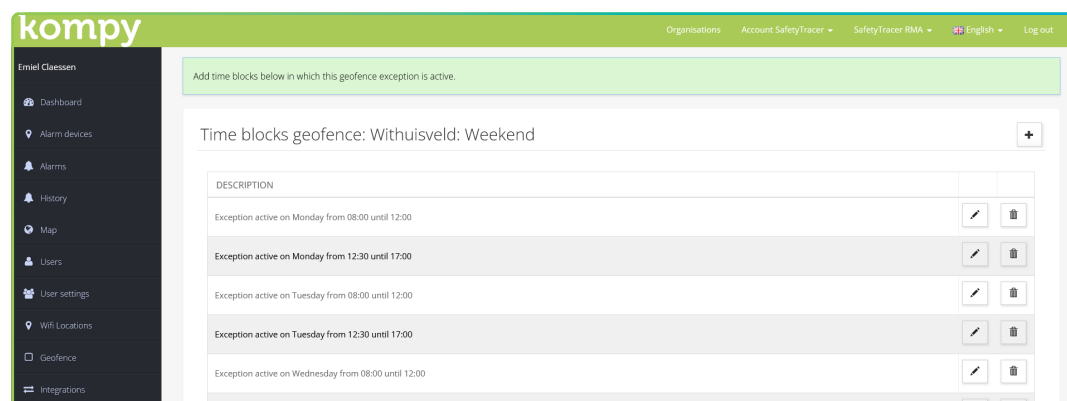 kompy
Organisations Account SafetyTracer SafetyTracer RMA English Log out
Emiel Claessen
Dashboard
Alarm devices
Alarms
History
Map
Users
User settings
Wifi Locations
Geofence
Integrations
Add time blocks below in which this geofence exception is active.
Time blocks geofence: Withuisveld: Weekend
DESCRIPTION
Exception active on Monday from 08:00 until 12:00
Exception active on Monday from 12:30 until 17:00
Exception active on Tuesday from 08:00 until 12:00
Exception active on Tuesday from 12:30 until 17:00
Exception active on Wednesday from 08:00 until 12:00